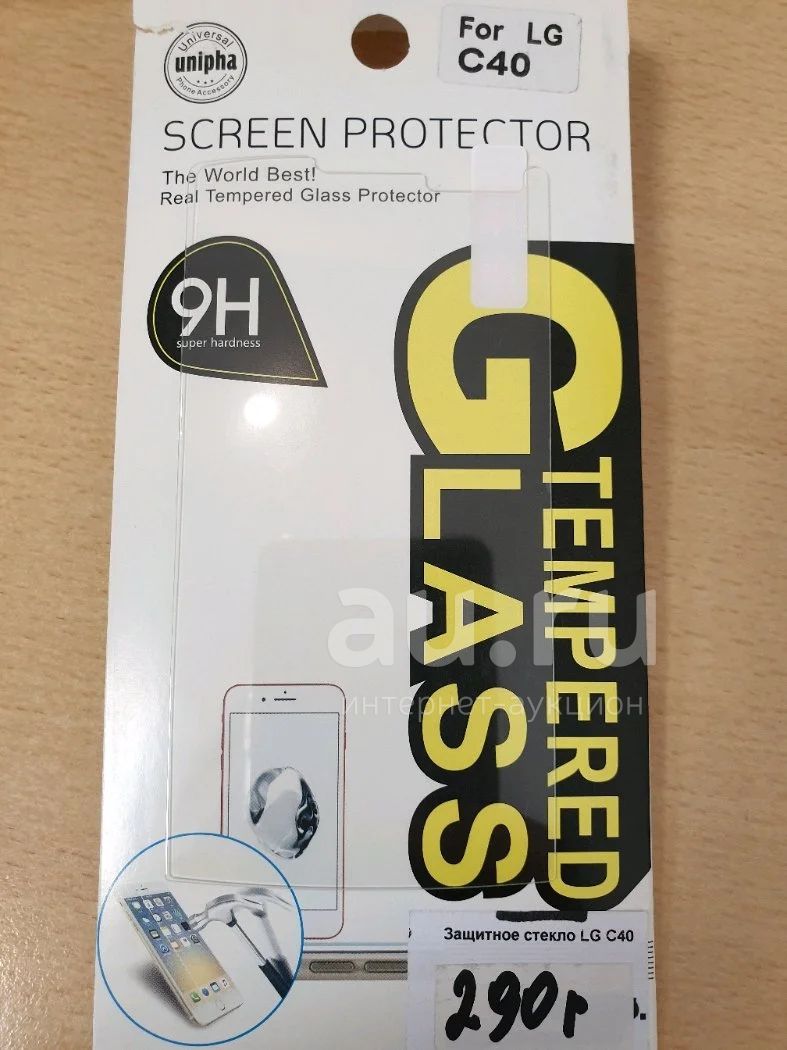 Universal
unipha
Phone Accessory
For LG
C40
SCREEN PROTECTOR
The World Best!
Real Tempered Glass Protector
9H
super hardness
GLASS
TEMPERED
au.ru
интернет-аукцион
Защитное стекло LG C40
290г